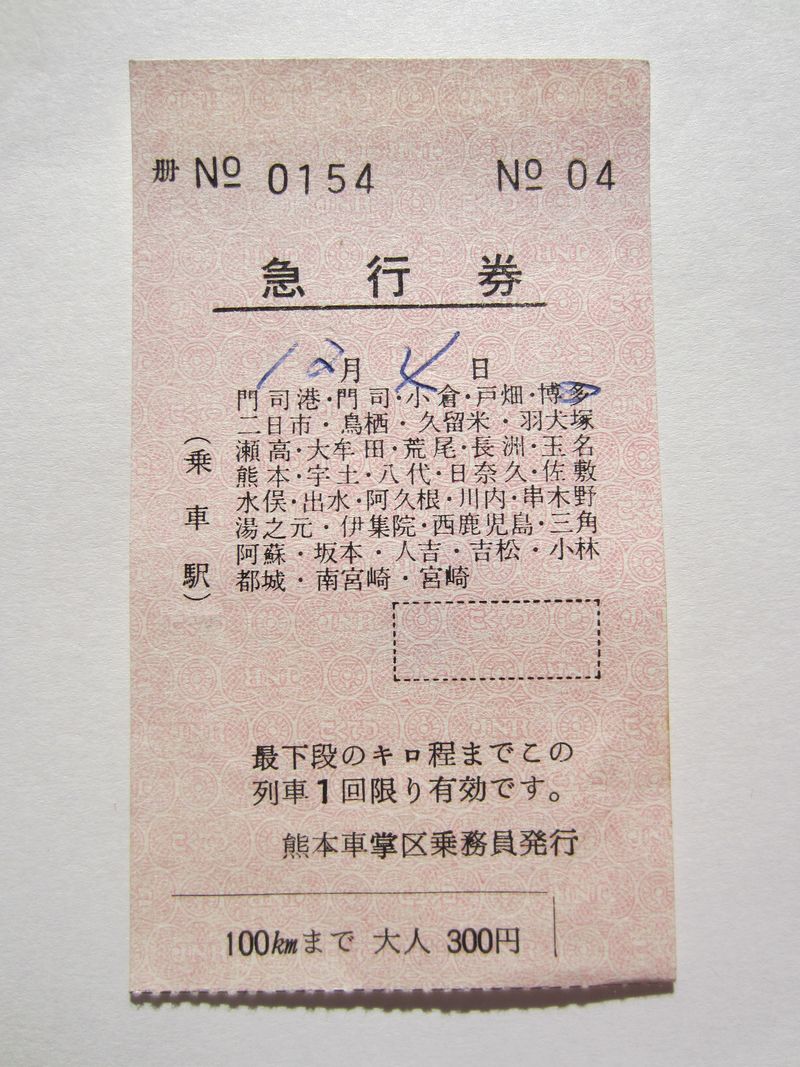 册 No 0154 No 04
急行券
12月 4日
(乗車駅)
門司港・門司・小倉・戸畑・博多
二日市・鳥栖・久留米・羽犬塚
瀬高・大牟田・荒尾・長洲・玉名
熊本・宇土・八代・日奈久・佐敷
水俣・出水・阿久根・川内・串木野
湯之元・伊集院・西鹿児島・三角
阿蘇・坂本・人吉・吉松・小林
都城・南宮崎・宮崎
最下段のキロ程までこの
列車1回限り有効です。
熊本車掌区乗務員発行
100kmまで 大人 300円